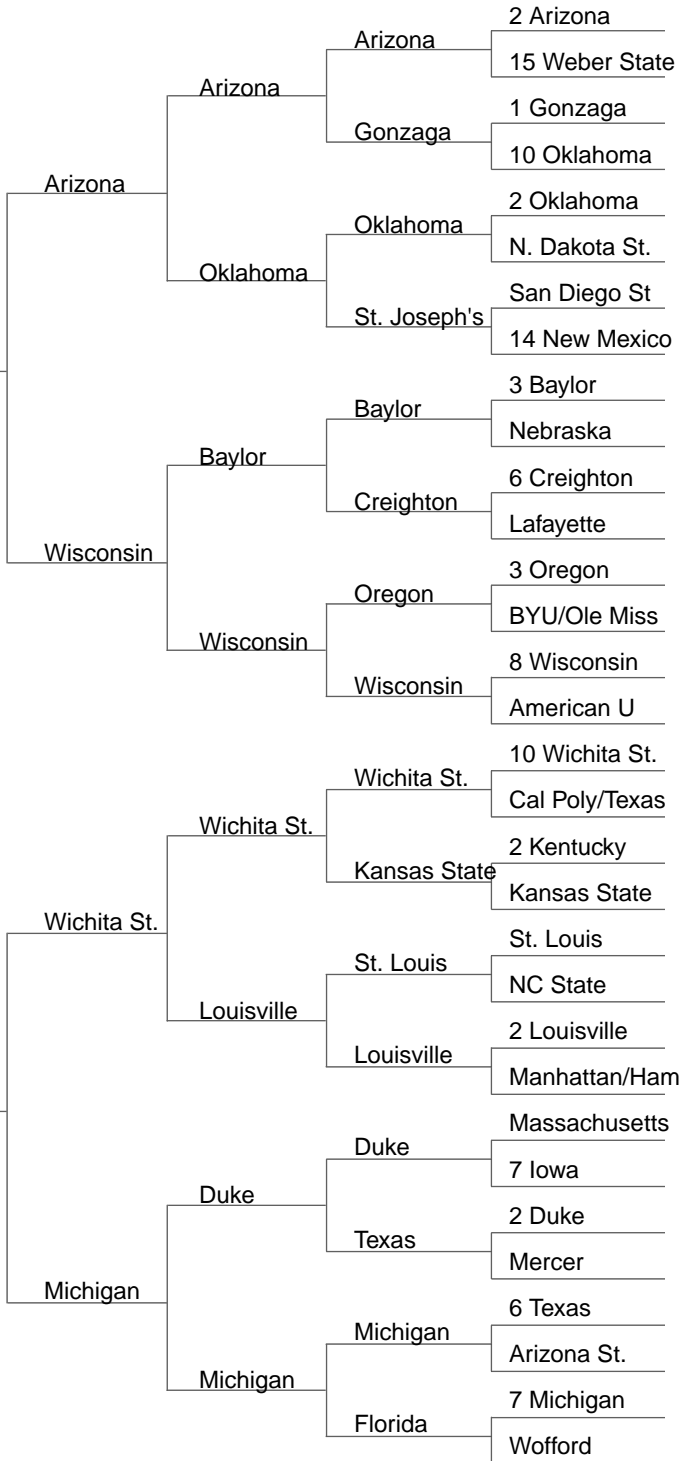 2 Arizona
Arizona
15 Weber State
Arizona
1 Gonzaga
Gonzaga
10 Oklahoma
Arizona
2 Oklahoma
Oklahoma
N. Dakota St.
Oklahoma
San Diego St
St. Joseph's
14 New Mexico
3 Baylor
Baylor
Nebraska
Baylor
6 Creighton
Creighton
Lafayette
Wisconsin
3 Oregon
Oregon
BYU/Ole Miss
Wisconsin
8 Wisconsin
Wisconsin
American U
10 Wichita St.
Wichita St.
Cal Poly/Texas
Wichita St.
2 Kentucky
Kansas State
Kansas State
Wichita St.
St. Louis
St. Louis
NC State
Louisville
2 Louisville
Louisville
Manhattan/Ham
Massachusetts
Duke
7 Iowa
Duke
2 Duke
Texas
Mercer
Michigan
6 Texas
Michigan
Arizona St.
Michigan
7 Michigan
Florida
Wofford